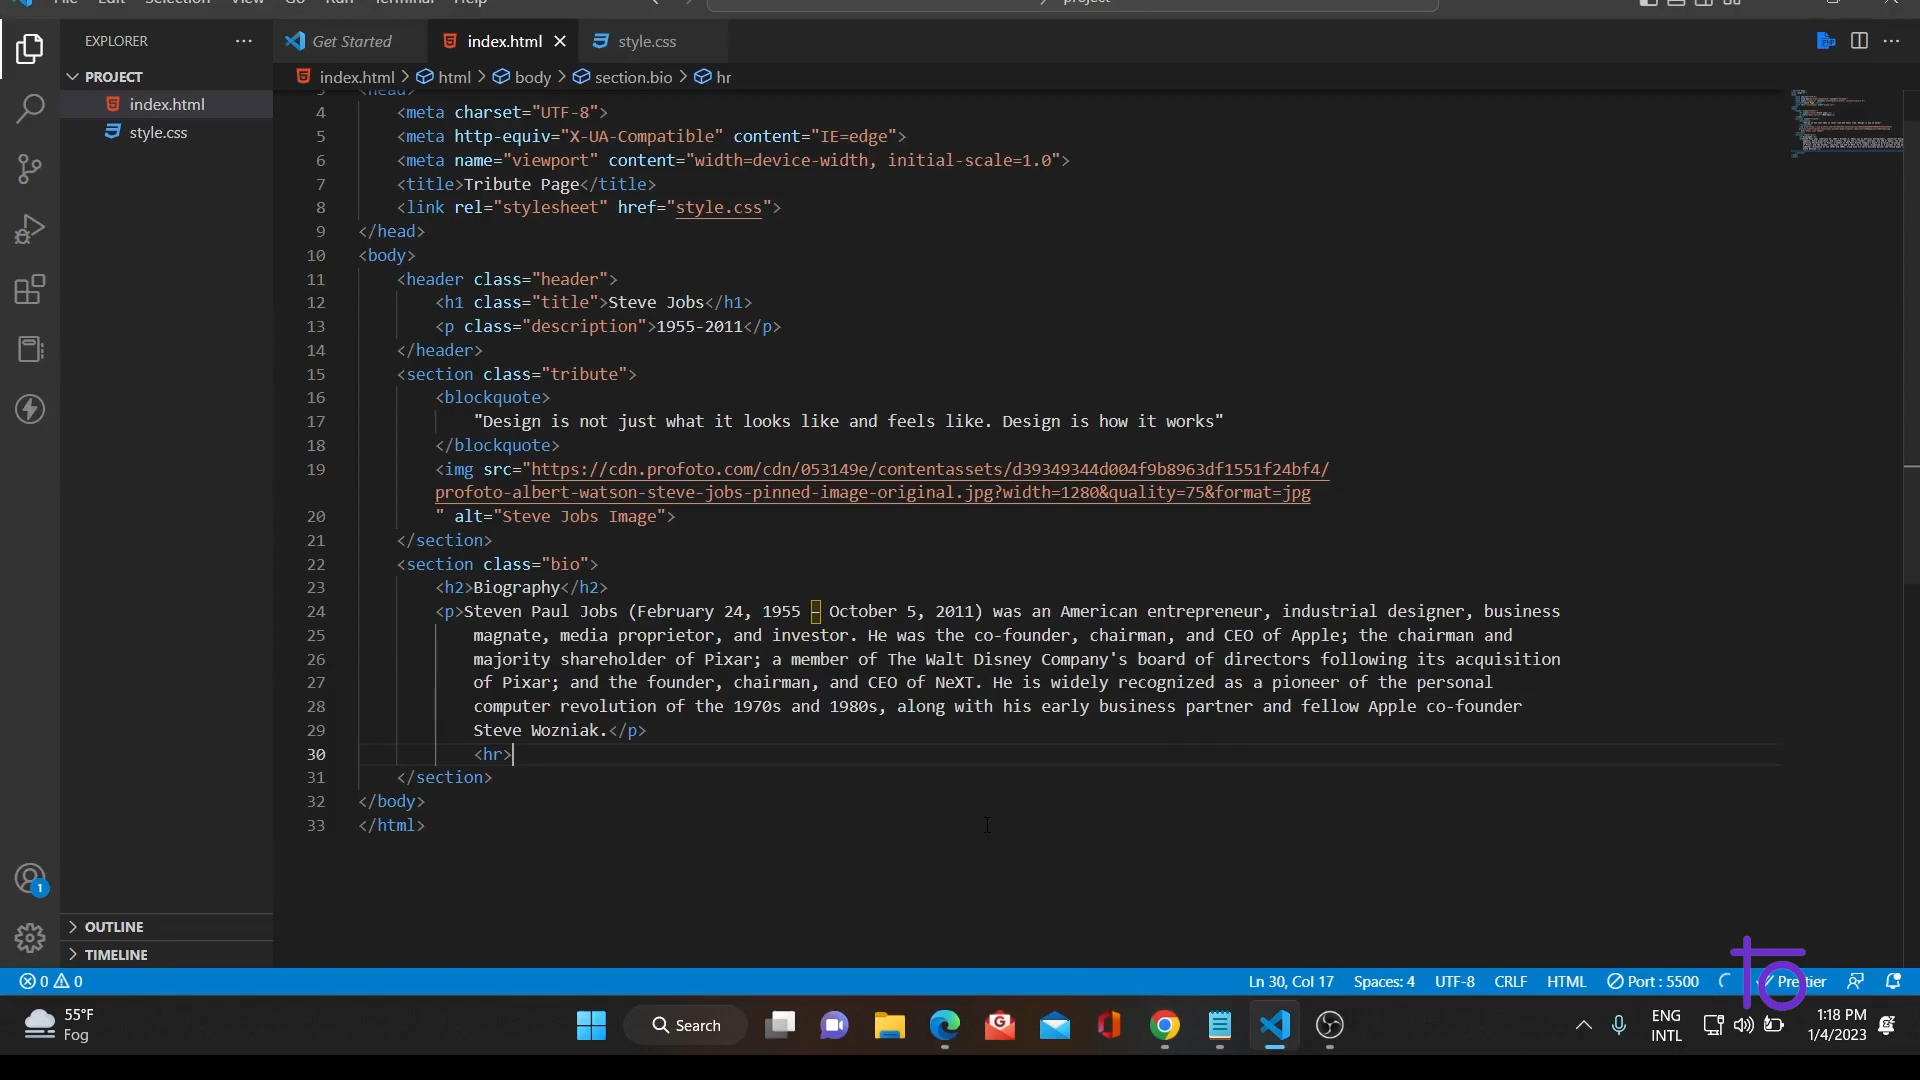 File Edit Selection View Go Run Terminal Help
project
EXPLORER
Get Started
index.html
style.css
PROJECT
index.html
style.css
index.html > html > body > section.bio > hr
3 <head>
4 <meta charset="UTF-8">
5 <meta http-equiv="X-UA-Compatible" content="IE=edge">
6 <meta name="viewport" content="width=device-width, initial-scale=1.0">
7 <title>Tribute Page</title>
8 <link rel="stylesheet" href="style.css">
9 </head>
10 <body>
11 <header class="header">
12 <h1 class="title">Steve Jobs</h1>
13 <p class="description">1955-2011</p>
14 </header>
15 <section class="tribute">
16 <blockquote>
17 "Design is not just what it looks like and feels like. Design is how it works"
18 </blockquote>
19 <img src="https://cdn.profoto.com/cdn/053149e/contentassets/d39349344d004f9b8963df1551f24bf4/
profoto-albert-watson-steve-jobs-pinned-image-original.jpg?width=1280&quality=75&format=jpg
20 " alt="Steve Jobs Image">
21 </section>
22 <section class="bio">
23 <h2>Biography</h2>
24 <p>Steven Paul Jobs (February 24, 1955 – October 5, 2011) was an American entrepreneur, industrial designer, business
25 magnate, media proprietor, and investor. He was the co-founder, chairman, and CEO of Apple; the chairman and
26 majority shareholder of Pixar; a member of The Walt Disney Company's board of directors following its acquisition
27 of Pixar; and the founder, chairman, and CEO of NeXT. He is widely recognized as a pioneer of the personal
28 computer revolution of the 1970s and 1980s, along with his early business partner and fellow Apple co-founder
29 Steve Wozniak.</p>
30 <hr>
31 </section>
32 </body>
33 </html>
1
OUTLINE
TIMELINE
0 0
Ln 30, Col 17 Spaces: 4 UTF-8 CRLF HTML Port : 5500 Prettier
55°F
Fog
Search
ENG
INTL
1:18 PM
1/4/2023